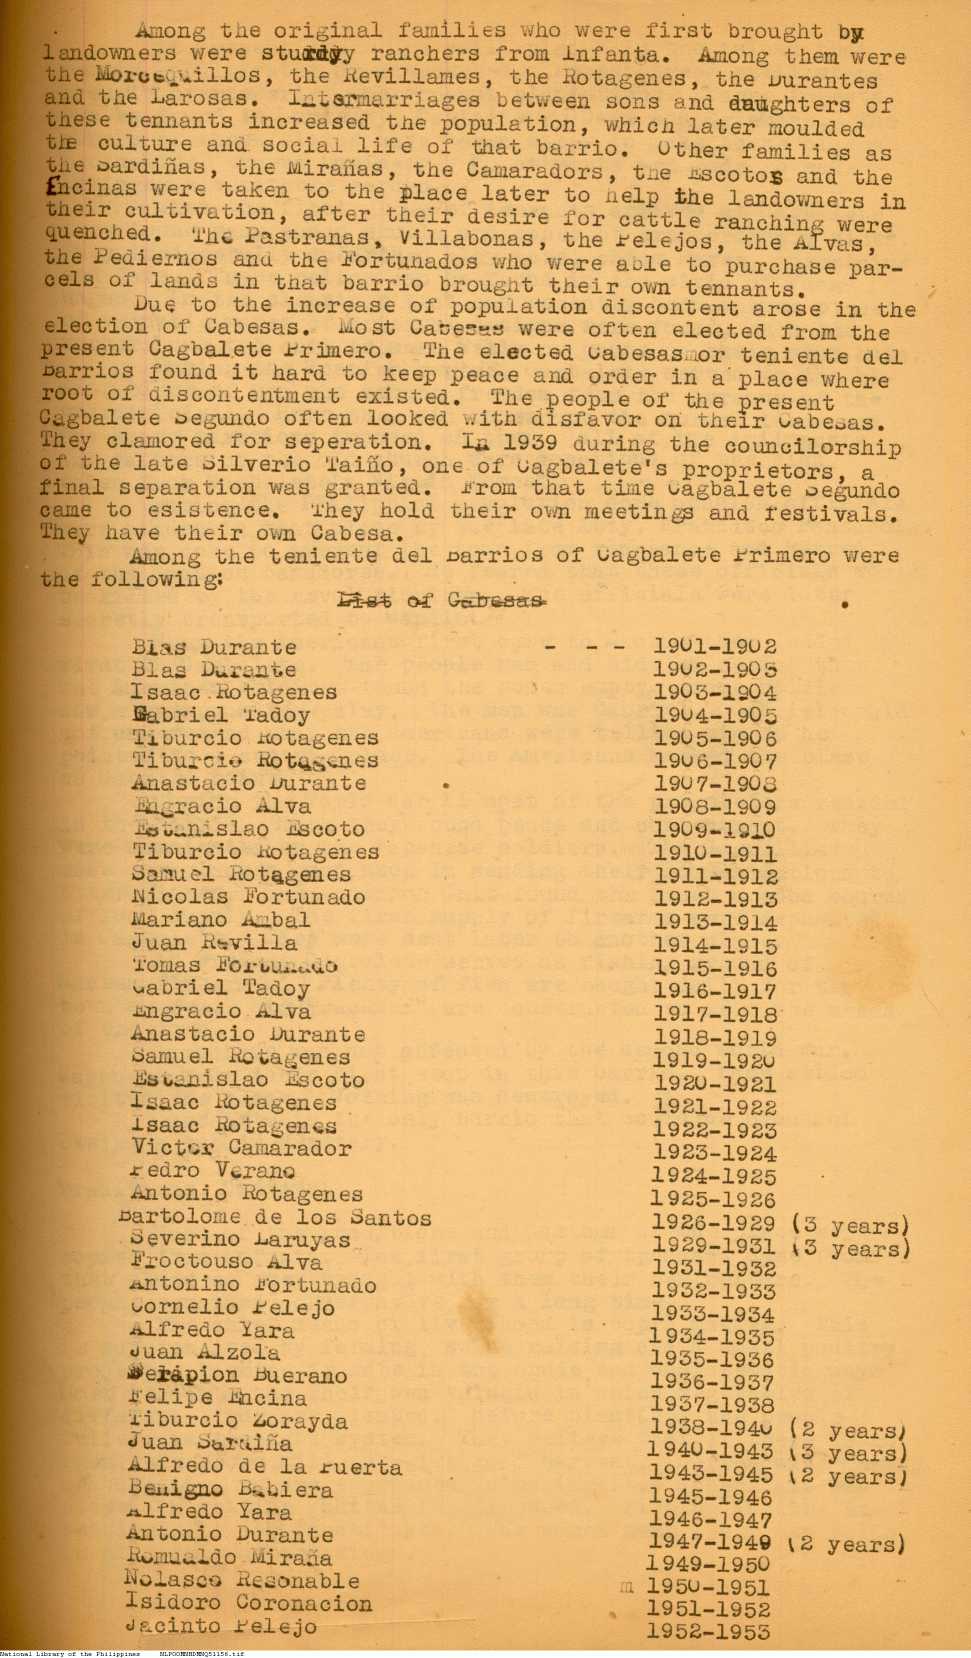 Among the original families who were first brought by
landowners were sturdy ranchers from Infanta. Among them were
the Morcequillos, the Revillames, the Rotagenes, the Durantes
and the Larosas. Intermarriages between sons and daughters of
these tennants increased the population, which later moulded
the culture and social life of that barrio. Other families as
the Sardiñas, the Mirañas, the Camaradors, the Escotos and the
Encinas were taken to the place later to help the landowners in
their cultivation, after their desire for cattle ranching were
quenched. The Pastranas, Villabonas, the Pelejos, the Alvas,
the Pediernos and the Fortunados who were able to purchase par-
cels of lands in that barrio brought their own tennants.
Due to the increase of population discontent arose in the
election of Cabesas. Most Cabesas were often elected from the
present Cagbalete Primero. The elected Cabesas or teniente del
Barrios found it hard to keep peace and order in a place where
root of discontentment existed. The people of the present
Cagbalete Segundo often looked with disfavor on their Cabesas.
They clamored for seperation. In 1939 during the councilorship
of the late Silverio Taiño, one of Cagbalete's proprietors, a
final separation was granted. From that time Cagbalete Segundo
came to esistence. They hold their own meetings and festivals.
They have their own Cabesa.
Among the teniente del Barrios of Cagbalete Primero were
the following:
List of Cabesas
Blas Durante - - - 1901-1902
Blas Durante 1902-1903
Isaac Rotagenes 1903-1904
Gabriel Tadoy 1904-1905
Tiburcio Rotagenes 1905-1906
Tiburcio Rotagenes 1906-1907
Anastacio Durante 1907-1908
Engracio Alva 1908-1909
Estanislao Escoto 1909-1910
Tiburcio Rotagenes 1910-1911
Samuel Rotagenes 1911-1912
Nicolas Fortunado 1912-1913
Mariano Ambal 1913-1914
Juan Revilla 1914-1915
Tomas Fortunado 1915-1916
Gabriel Tadoy 1916-1917
Engracio Alva 1917-1918
Anastacio Durante 1918-1919
Samuel Rotagenes 1919-1920
Estanislao Escoto 1920-1921
Isaac Rotagenes 1921-1922
Isaac Rotagenes 1922-1923
Victor Camarador 1923-1924
Pedro Verano 1924-1925
Antonio Rotagenes 1925-1926
Bartolome de los Santos 1926-1929 (3 years)
Severino Laruyas 1929-1931 (3 years)
Froctouso Alva 1931-1932
Antonino Fortunado 1932-1933
Cornelio Pelejo 1933-1934
Alfredo Yara 1934-1935
Juan Alzola 1935-1936
Serapion Buerano 1936-1937
Felipe Encina 1937-1938
Tiburcio Zorayda 1938-1940 (2 years)
Juan Sardiña 1940-1943 (3 years)
Alfredo de la Puerta 1943-1945 (2 years)
Benigno Babiera 1945-1946
Alfredo Yara 1946-1947
Antonio Durante 1947-1949 (2 years)
Romualdo Miraña 1949-1950
Nolasco Resonable m 1950-1951
Isidoro Coronacion 1951-1952
Jacinto Pelejo 1952-1953
National Library of the Philippines